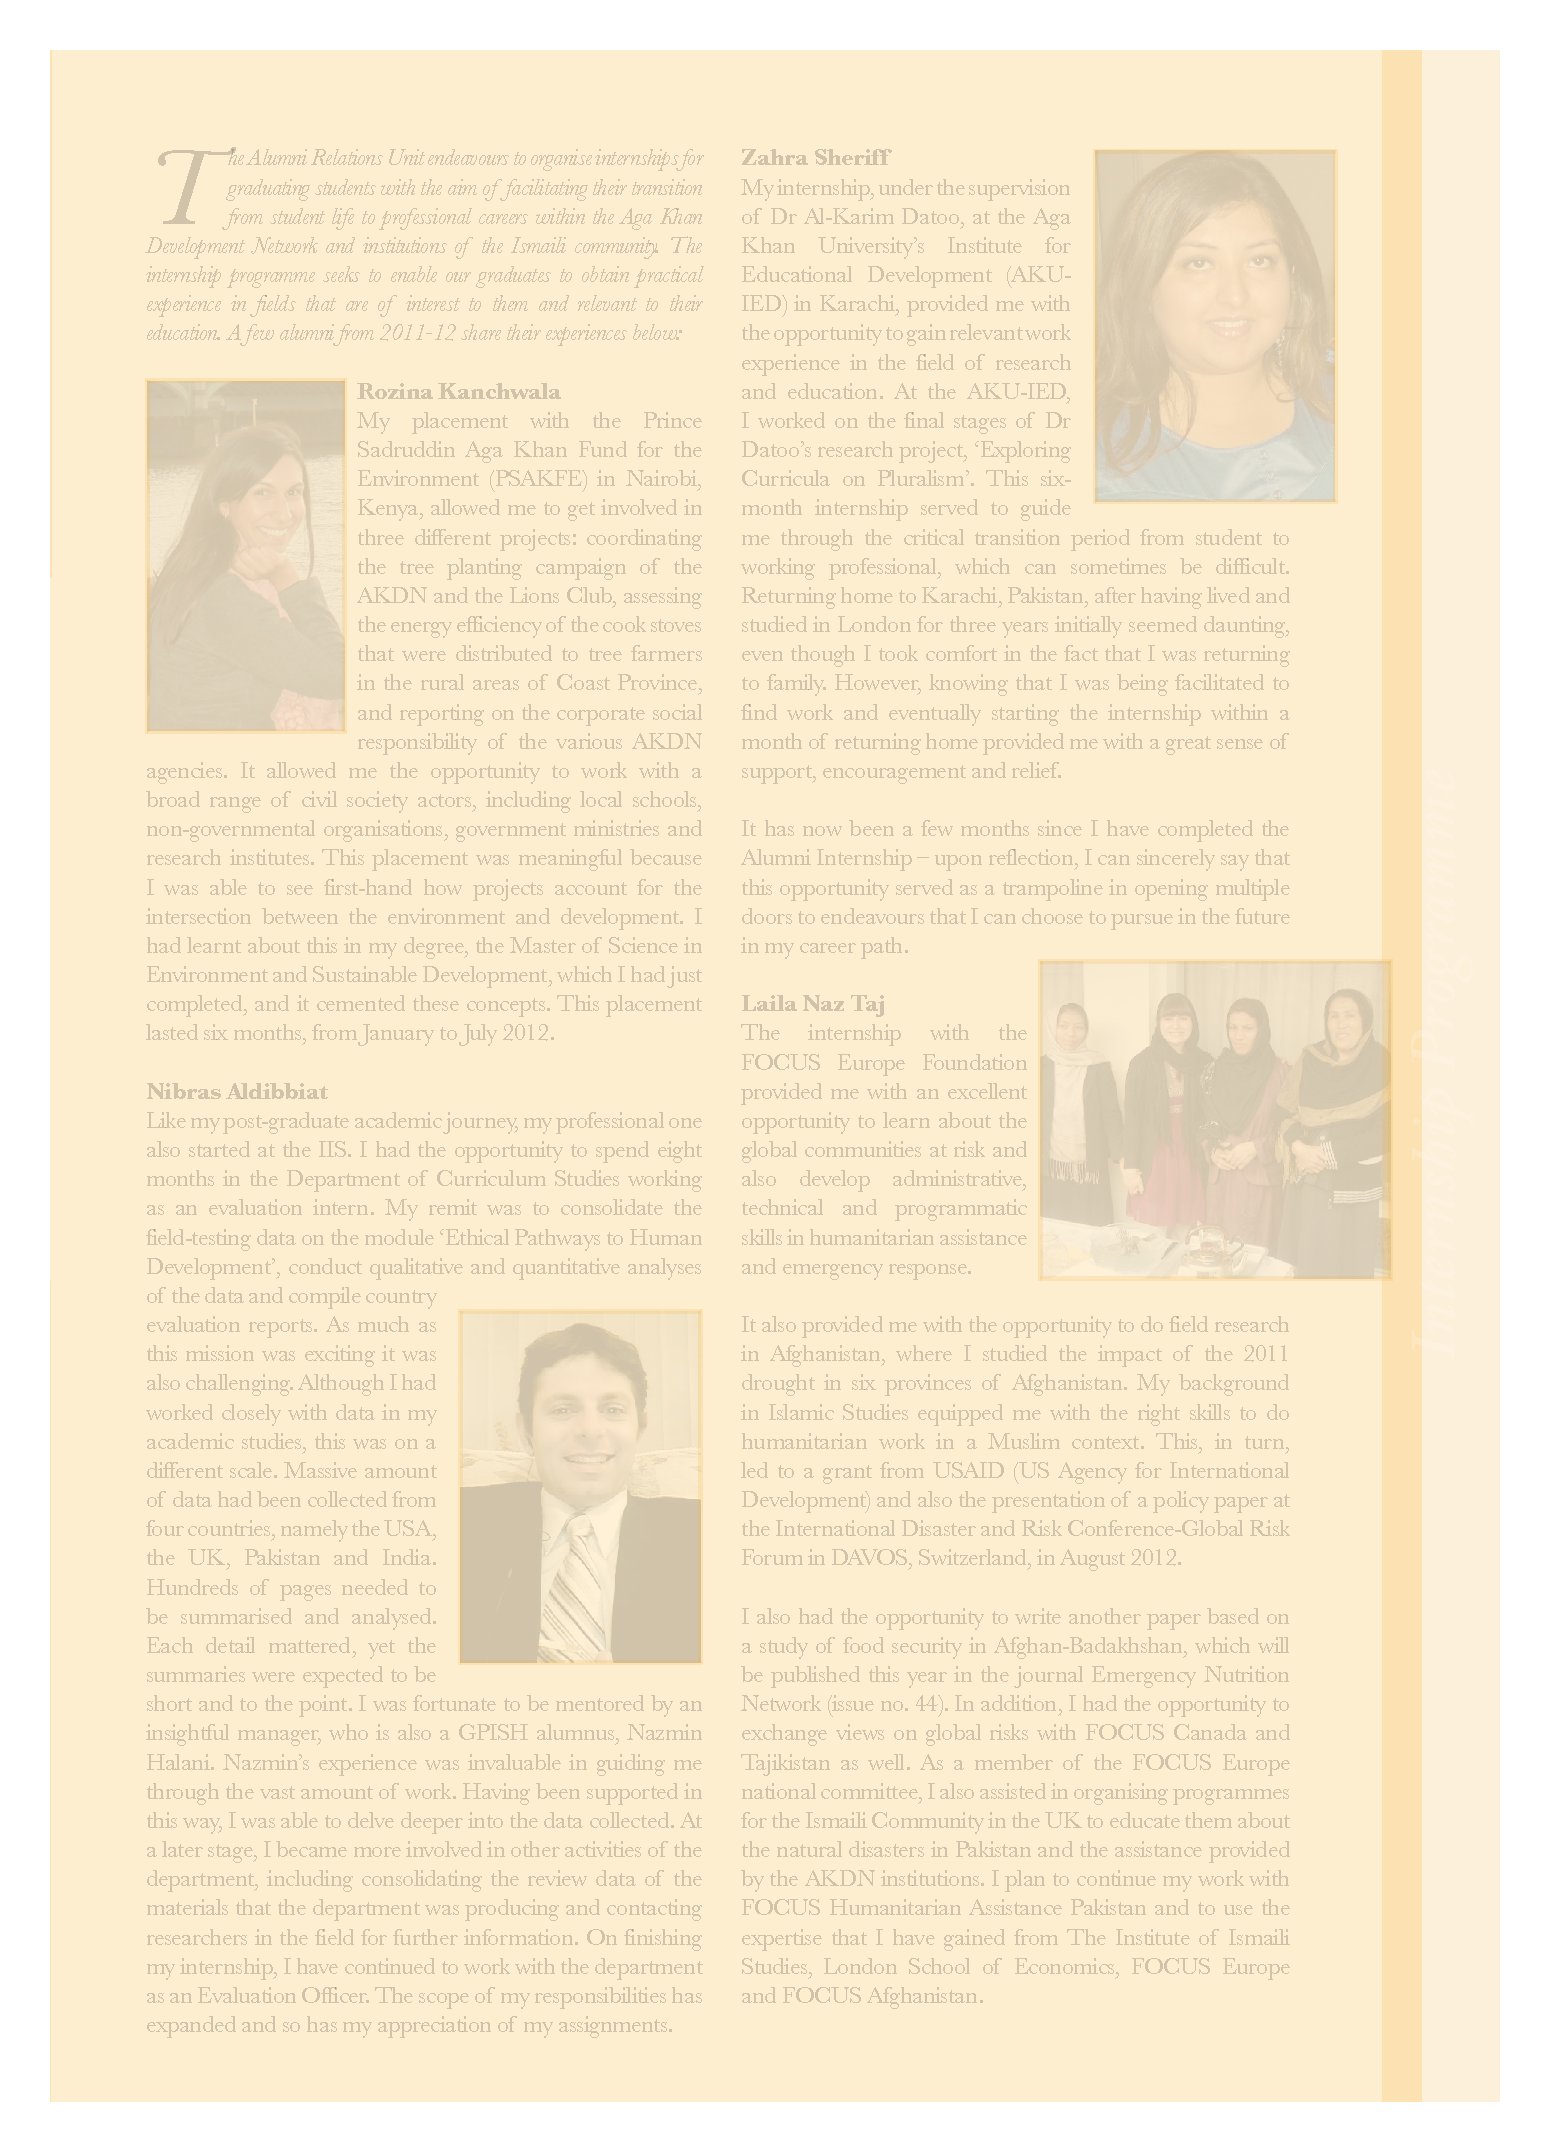 The Alumni Relations Unit endeavours to organise internships for
graduating students with the aim of facilitating their transition
from student life to professional careers within the Aga Khan
Development Network and institutions of the Ismaili community. The
internship programme seeks to enable our graduates to obtain practical
experience in fields that are of interest to them and relevant to their
education. A few alumni from 2011-12 share their experiences below:
Rozina Kanchwala
My placement with the Prince
Sadruddin Aga Khan Fund for the
Environment (PSAKFE) in Nairobi,
Kenya, allowed me to get involved in
three different projects: coordinating
the tree planting campaign of the
AKDN and the Lions Club, assessing
the energy efficiency of the cook stoves
that were distributed to tree farmers
in the rural areas of Coast Province,
and reporting on the corporate social
responsibility of the various AKDN
agencies. It allowed me the opportunity to work with a
broad range of civil society actors, including local schools,
non-governmental organisations, government ministries and
research institutes. This placement was meaningful because
I was able to see first-hand how projects account for the
intersection between the environment and development. I
had learnt about this in my degree, the Master of Science in
Environment and Sustainable Development, which I had just
completed, and it cemented these concepts. This placement
lasted six months, from January to July 2012.
Nibras Aldibbiat
Like my post-graduate academic journey, my professional one
also started at the IIS. I had the opportunity to spend eight
months in the Department of Curriculum Studies working
as an evaluation intern. My remit was to consolidate the
field-testing data on the module ‘Ethical Pathways to Human
Development’, conduct qualitative and quantitative analyses
of the data and compile country
evaluation reports. As much as
this mission was exciting it was
also challenging. Although I had
worked closely with data in my
academic studies, this was on a
different scale. Massive amount
of data had been collected from
four countries, namely the USA,
the UK, Pakistan and India.
Hundreds of pages needed to
be summarised and analysed.
Each detail mattered, yet the
summaries were expected to be
short and to the point. I was fortunate to be mentored by an
insightful manager, who is also a GPISH alumnus, Nazmin
Halani. Nazmin’s experience was invaluable in guiding me
through the vast amount of work. Having been supported in
this way, I was able to delve deeper into the data collected. At
a later stage, I became more involved in other activities of the
department, including consolidating the review data of the
materials that the department was producing and contacting
researchers in the field for further information. On finishing
my internship, I have continued to work with the department
as an Evaluation Officer. The scope of my responsibilities has
expanded and so has my appreciation of my assignments.
Zahra Sheriff
My internship, under the supervision
of Dr Al-Karim Datoo, at the Aga
Khan University’s Institute for
Educational Development (AKU-
IED) in Karachi, provided me with
the opportunity to gain relevant work
experience in the field of research
and education. At the AKU-IED,
I worked on the final stages of Dr
Datoo’s research project, ‘Exploring
Curricula on Pluralism’. This six-
month internship served to guide
me through the critical transition period from student to
working professional, which can sometimes be difficult.
Returning home to Karachi, Pakistan, after having lived and
studied in London for three years initially seemed daunting,
even though I took comfort in the fact that I was returning
to family. However, knowing that I was being facilitated to
find work and eventually starting the internship within a
month of returning home provided me with a great sense of
support, encouragement and relief.
It has now been a few months since I have completed the
Alumni Internship – upon reflection, I can sincerely say that
this opportunity served as a trampoline in opening multiple
doors to endeavours that I can choose to pursue in the future
in my career path.
Laila Naz Taj
The internship with the
FOCUS Europe Foundation
provided me with an excellent
opportunity to learn about the
global communities at risk and
also develop administrative,
technical and programmatic
skills in humanitarian assistance
and emergency response.
It also provided me with the opportunity to do field research
in Afghanistan, where I studied the impact of the 2011
drought in six provinces of Afghanistan. My background
in Islamic Studies equipped me with the right skills to do
humanitarian work in a Muslim context. This, in turn,
led to a grant from USAID (US Agency for International
Development) and also the presentation of a policy paper at
the International Disaster and Risk Conference-Global Risk
Forum in DAVOS, Switzerland, in August 2012.
I also had the opportunity to write another paper based on
a study of food security in Afghan-Badakhshan, which will
be published this year in the journal Emergency Nutrition
Network (issue no. 44). In addition, I had the opportunity to
exchange views on global risks with FOCUS Canada and
Tajikistan as well. As a member of the FOCUS Europe
national committee, I also assisted in organising programmes
for the Ismaili Community in the UK to educate them about
the natural disasters in Pakistan and the assistance provided
by the AKDN institutions. I plan to continue my work with
FOCUS Humanitarian Assistance Pakistan and to use the
expertise that I have gained from The Institute of Ismaili
Studies, London School of Economics, FOCUS Europe
and FOCUS Afghanistan.
Internship Programme